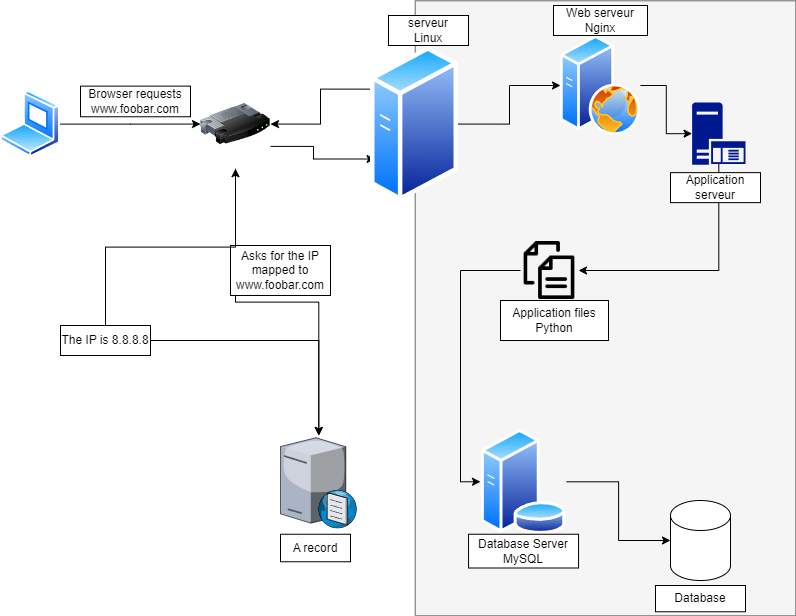 serveur
Linux
Web serveur
Nginx
Browser requests
www.foobar.com
Application
serveur
Asks for the IP
mapped to
www.foobar.com
Application files
Python
The IP is 8.8.8.8
A record
Database Server
MySQL
Database